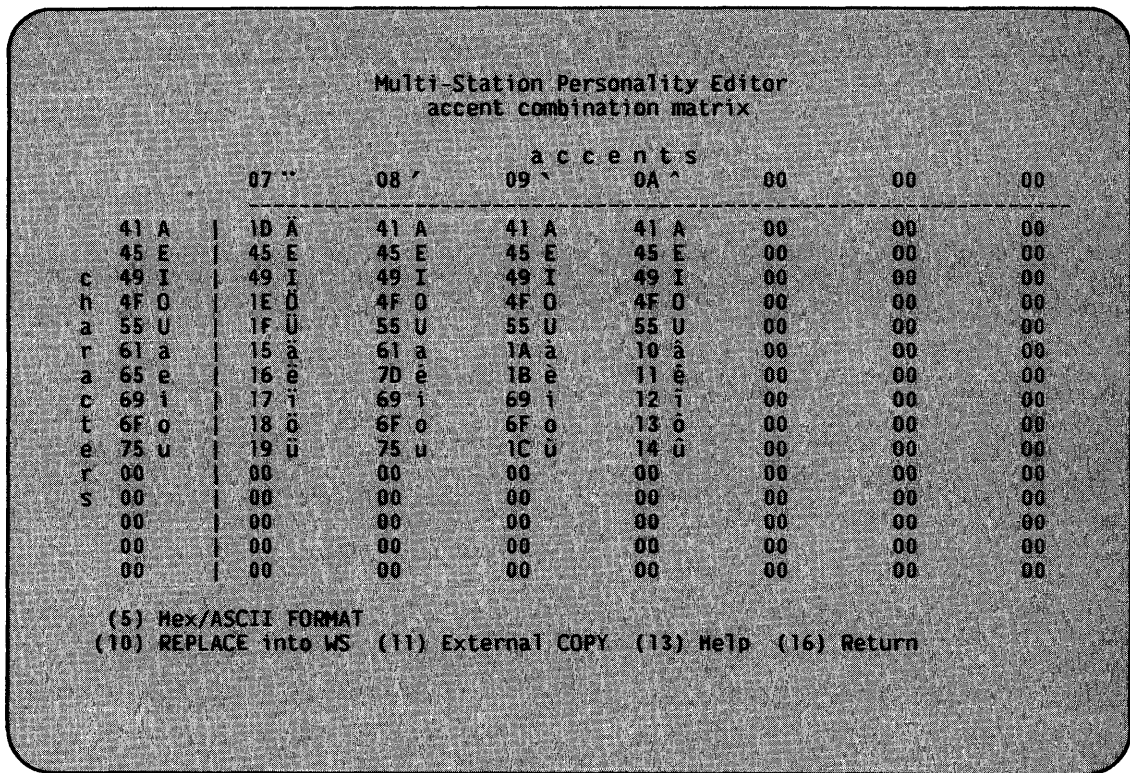 Multi-Station Personality Editor
accent combination matrix
a c c e n t s
07 ¨ 08 ´ 09 ` 0A ^ 00 00 00
41 A | 1D Ä 41 A 41 A 41 A 00 00 00
45 E | 45 E 45 E 45 E 45 E 00 00 00
c 49 I | 49 I 49 I 49 I 49 I 00 00 00
h 4F O | 1E Ö 4F O 4F O 4F O 00 00 00
a 55 U | 1F Ü 55 U 55 U 55 U 00 00 00
r 61 a | 15 ä 61 a 1A à 10 â 00 00 00
a 65 e | 16 ë 7D é 1B è 11 ê 00 00 00
c 69 i | 17 ï 69 i 69 i 12 î 00 00 00
t 6F o | 18 ö 6F o 6F o 13 ô 00 00 00
e 75 u | 19 ü 75 u 1C ù 14 û 00 00 00
r 00 | 00 00 00 00 00 00 00
s 00 | 00 00 00 00 00 00 00
00 | 00 00 00 00 00 00 00
00 | 00 00 00 00 00 00 00
00 | 00 00 00 00 00 00 00
(5) Hex/ASCII FORMAT
(10) REPLACE into WS (11) External COPY (13) Help (16) Return